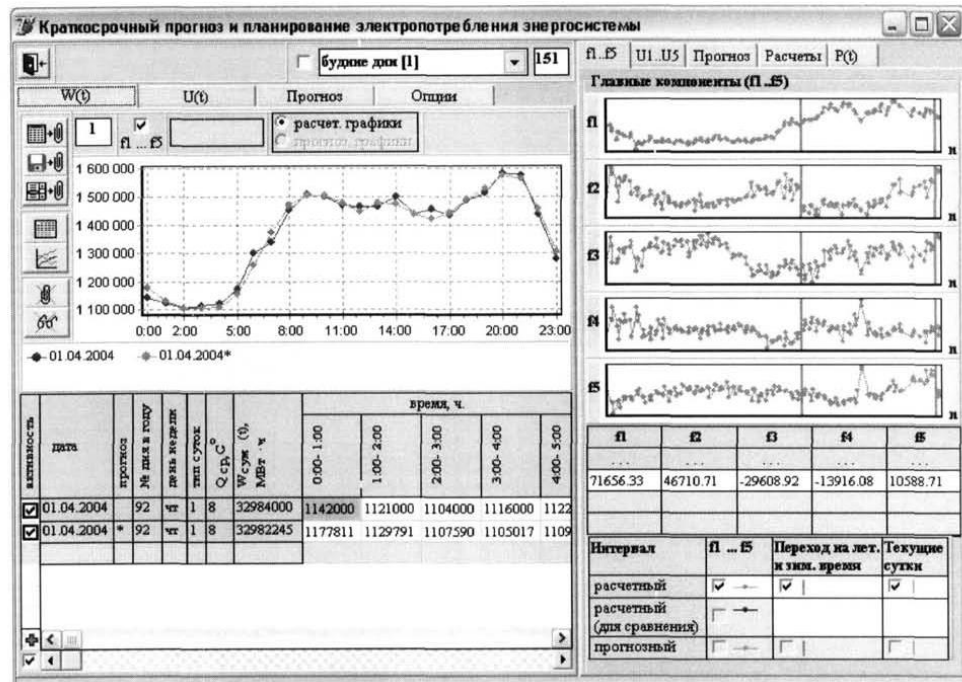 Краткосрочный прогноз и планирование электропотребления энергосистемы
будние дни [1]
151
W(t)
U(t)
Прогноз
Опции
1
f1 ... f5
расчет. графики
прогноз. графики
1 600 000
1 500 000
1 400 000
1 300 000
1 200 000
1 100 000
0:00 2:00 5:00 8:00 11:00 14:00 17:00 20:00 23:00
01.04.2004 01.04.2004*
активность
дата
прогноз
№ дня в году
день недели
тип суток
Q ср, С°
W сум (t), МВт · ч
время, ч.
0:00- 1:00
1:00- 2:00
2:00- 3:00
3:00- 4:00
4:00- 5:00
01.04.2004 92 чт 1 8 32984000 1142000 1121000 1104000 1116000 1122
01.04.2004 * 92 чт 1 8 32982245 1177811 1129791 1107590 1105017 1109
f1..f5
U1..U5
Прогноз
Расчеты
P(t)
Главные компоненты (f1..f5)
f1
n
f2
n
f3
n
f4
n
f5
n
f1 f2 f3 f4 f5
... ... ... ... ...
71656.33 46710.71 -29608.92 -13916.08 10588.71
Интервал
f1 ... f5
Переход на лет.
и зим. время
Текущие
сутки
расчетный
расчетный
(для сравнения)
прогнозный